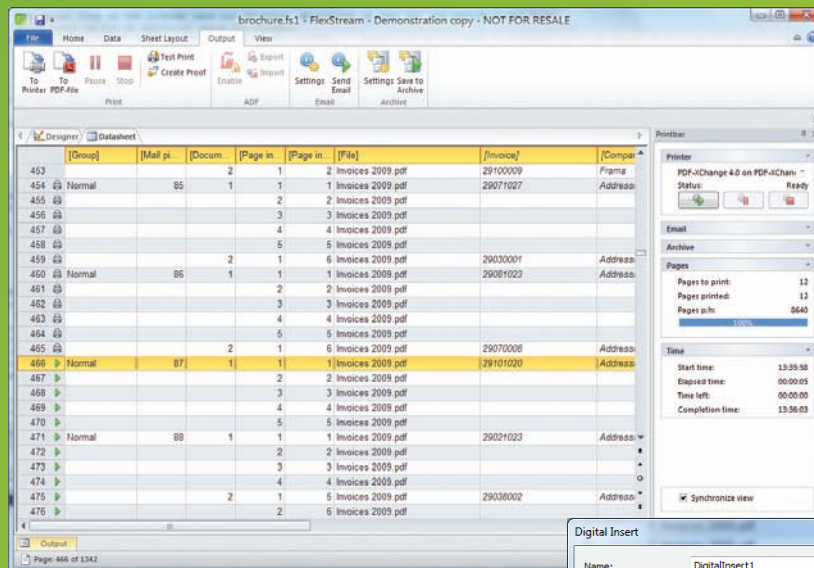 brochure.fs1 - FlexStream - Demonstration copy - NOT FOR RESALE
File Home Data Sheet Layout Output View
To Printer To PDF-file Pause Stop Test Print Create Proof Enable Export Import Settings Send Email Settings Save to Archive
Print ADF Email Archive
Designer Datasheet
[Group] [Mail pi... [Docum... [Page in... [Page in... [File] [Invoice] [Compar
453 2 1 2 Invoices 2009.pdf 29100009 Frama
454 Normal 85 1 1 1 Invoices 2009.pdf 29071027 Address
455 2 2 Invoices 2009.pdf
456 3 3 Invoices 2009.pdf
457 4 4 Invoices 2009.pdf
458 5 5 Invoices 2009.pdf
459 2 1 6 Invoices 2009.pdf 29030001 Address
460 Normal 86 1 1 1 Invoices 2009.pdf 29081023 Address
461 2 2 Invoices 2009.pdf
462 3 3 Invoices 2009.pdf
463 4 4 Invoices 2009.pdf
464 5 5 Invoices 2009.pdf
465 2 1 6 Invoices 2009.pdf 29070008 Address
466 Normal 87 1 1 1 Invoices 2009.pdf 29101020 Address
467 2 2 Invoices 2009.pdf
468 3 3 Invoices 2009.pdf
469 4 4 Invoices 2009.pdf
470 5 5 Invoices 2009.pdf
471 Normal 88 1 1 1 Invoices 2009.pdf 29021023 Address
472 2 2 Invoices 2009.pdf
473 3 3 Invoices 2009.pdf
474 4 4 Invoices 2009.pdf
475 2 1 5 Invoices 2009.pdf 29038002 Address
476 2 6 Invoices 2009.pdf
Output
Page: 466 of 1342
Printbar
Printer
PDF-XChange 4.0 on PDF-XChan
Status: Ready
Email
Archive
Pages
Pages to print: 12
Pages printed: 12
Pages p/h: 8640
100%
Time
Start time: 13:35:58
Elapsed time: 00:00:05
Time left: 00:00:00
Completion time: 13:36:03
Synchronize view
Digital Insert
Name: DigitalInsert1